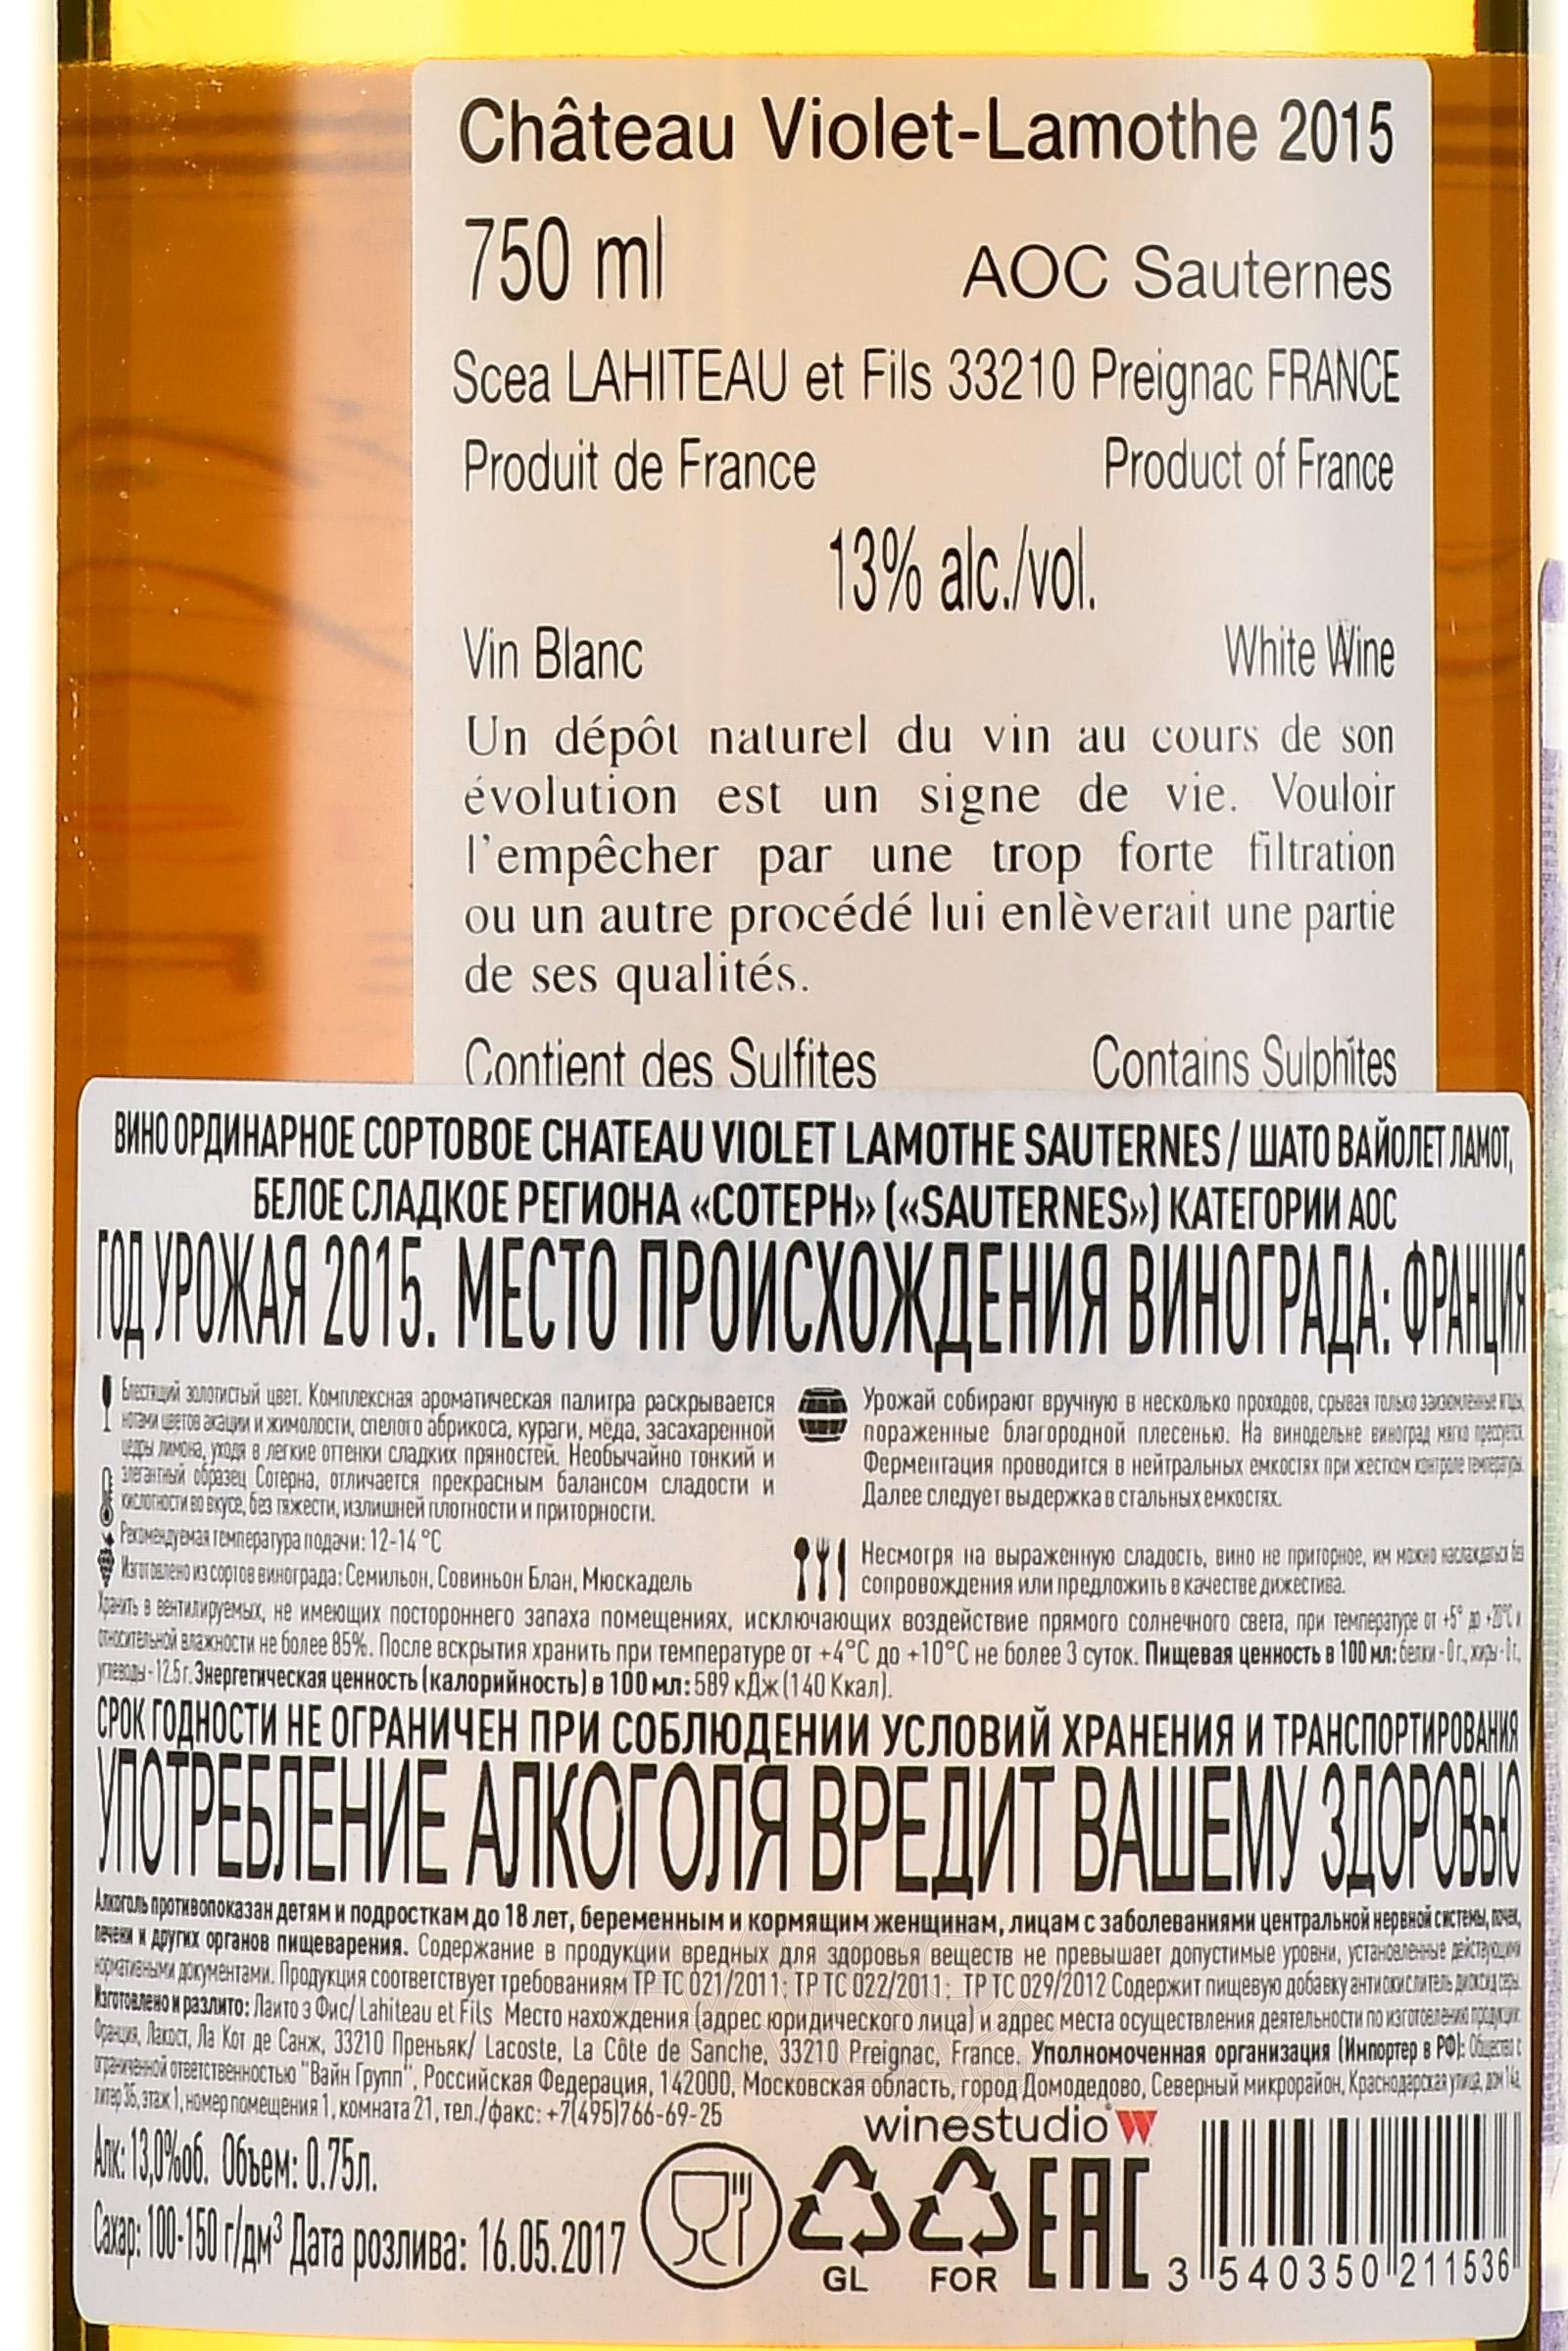 Château Violet-Lamothe 2015
750 ml AOC Sauternes
Scea LAHITEAU et Fils 33210 Preignac FRANCE
Produit de France Product of France
13% alc./vol.
Vin Blanc White Wine
Un dépôt naturel du vin au cours de son
évolution est un signe de vie. Vouloir
l'empêcher par une trop forte filtration
ou un autre procédé lui enlèverait une partie
de ses qualités.
Contient des Sulfites Contains Sulphites
ВИНО ОРДИНАРНОЕ СОРТОВОЕ CHATEAU VIOLET LAMOTHE SAUTERNES / ШАТО ВАЙОЛЕТ ЛАМОТ,
БЕЛОЕ СЛАДКОЕ РЕГИОНА «СОТЕРН» («SAUTERNES») КАТЕГОРИИ АОС
ГОД УРОЖАЯ 2015. МЕСТО ПРОИСХОЖДЕНИЯ ВИНОГРАДА: ФРАНЦИЯ
Блестящий золотистый цвет. Комплексная ароматическая палитра раскрывается
нотами цветов акации и жимолости, спелого абрикоса, кураги, мёда, засахаренной
цедры лимона, уходя в легкие оттенки сладких пряностей. Необычайно тонкий и
элегантный образец Сотерна, отличается прекрасным балансом сладости и
кислотности во вкусе, без тяжести, излишней плотности и приторности.
Рекомендуемая температура подачи: 12-14 °C
Изготовлено из сортов винограда: Семильон, Совиньон Блан, Мюскадель
Урожай собирают вручную в несколько проходов, срывая только заизюмленные ягоды,
пораженные благородной плесенью. На винодельне виноград мягко прессуется.
Ферментация проводится в нейтральных емкостях при жестком контроле температуры.
Далее следует выдержка в стальных емкостях.
Несмотря на выраженную сладость, вино не приторное, им можно наслаждаться без
сопровождения или предложить в качестве дижестива.
Хранить в вентилируемых, не имеющих постороннего запаха помещениях, исключающих воздействие прямого солнечного света, при температуре от +5° до +20°C и
относительной влажности не более 85%. После вскрытия хранить при температуре от +4°C до +10°C не более 3 суток. Пищевая ценность в 100 мл: белки - 0 г., жиры - 0 г.,
углеводы - 12.5 г. Энергетическая ценность (калорийность) в 100 мл: 589 кДж (140 Ккал).
СРОК ГОДНОСТИ НЕ ОГРАНИЧЕН ПРИ СОБЛЮДЕНИИ УСЛОВИЙ ХРАНЕНИЯ И ТРАНСПОРТИРОВАНИЯ
УПОТРЕБЛЕНИЕ АЛКОГОЛЯ ВРЕДИТ ВАШЕМУ ЗДОРОВЬЮ
Алкоголь противопоказан детям и подросткам до 18 лет, беременным и кормящим женщинам, лицам с заболеваниями центральной нервной системы, почек,
печени и других органов пищеварения. Содержание в продукции вредных для здоровья веществ не превышает допустимые уровни, установленные действующими
нормативными документами. Продукция соответствует требованиям ТР ТС 021/2011; ТР ТС 022/2011; ТР ТС 029/2012 Содержит пищевую добавку антиокислитель диоксид серы.
Изготовлено и разлито: Лаито э Фис/ Lahiteau et Fils Место нахождения (адрес юридического лица) и адрес места осуществления деятельности по изготовлению продукции:
Франция, Лакост, Ла Кот де Санж, 33210 Преньяк/ Lacoste, La Côte de Sanche, 33210 Preignac, France. Уполномоченная организация (Импортер в РФ): Общество с
ограниченной ответственностью "Вайн Групп", Российская Федерация, 142000, Московская область, город Домодедово, Северный микрорайон, Краснодарская улица, дом 14а,
литер 36, этаж 1, номер помещения 1, комната 21, тел./факс: +7(495)766-69-25
winestudio
Алк: 13,0%об. Объем: 0.75л.
Сахар: 100-150 г/дм³ Дата розлива: 16.05.2017
GL FOR EAC
3 540350 211536